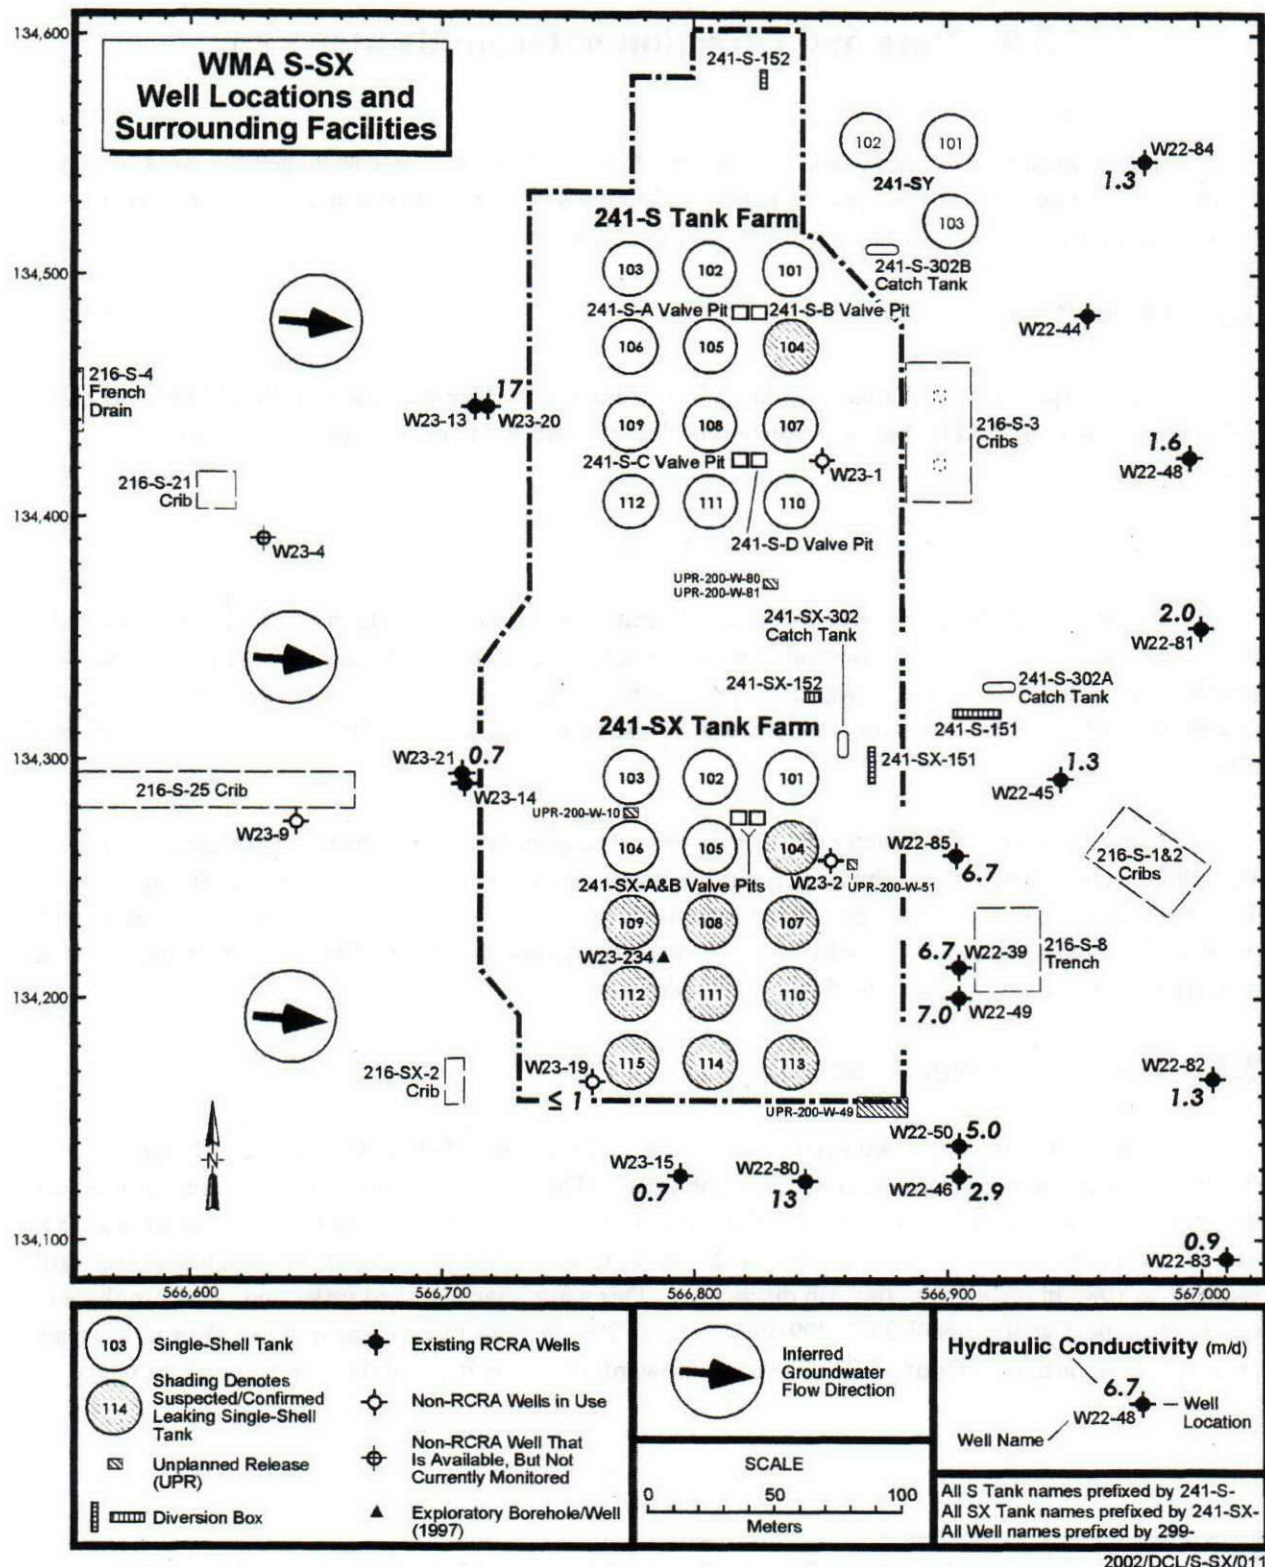 WMA S-SX
Well Locations and
Surrounding Facilities
134,600
134,500
134,400
134,300
134,200
134,100
566,600
566,700
566,800
566,900
567,000
241-S-152
102
101
241-SY
103
W22-84
1.3
241-S Tank Farm
103
102
101
241-S-302B
Catch Tank
241-S-A Valve Pit
241-S-B Valve Pit
W22-44
106
105
104
216-S-4
French
Drain
17
W23-13
W23-20
109
108
107
216-S-3
Cribs
241-S-C Valve Pit
W23-1
1.6
W22-48
216-S-21
Crib
112
111
110
W23-4
241-S-D Valve Pit
UPR-200-W-80
UPR-200-W-81
241-SX-302
Catch Tank
2.0
W22-81
241-SX-152
241-S-302A
Catch Tank
241-S-151
241-SX Tank Farm
W23-21
0.7
W23-14
103
102
101
241-SX-151
1.3
W22-45
216-S-25 Crib
W23-9
UPR-200-W-10
106
105
104
W22-85
6.7
216-S-1&2
Cribs
241-SX-A&B Valve Pits
W23-2
UPR-200-W-51
109
108
107
W23-234
6.7
W22-39
216-S-8
Trench
112
111
110
7.0
W22-49
115
114
113
216-SX-2
Crib
W23-19
≤ 1
UPR-200-W-49
W22-82
1.3
N
W22-50
5.0
W23-15
0.7
W22-80
13
W22-46
2.9
0.9
W22-83
103
Single-Shell Tank
114
Shading Denotes
Suspected/Confirmed
Leaking Single-Shell
Tank
Unplanned Release
(UPR)
Diversion Box
Existing RCRA Wells
Non-RCRA Wells in Use
Non-RCRA Well That
Is Available, But Not
Currently Monitored
Exploratory Borehole/Well
(1997)
Inferred
Groundwater
Flow Direction
SCALE
0 50 100
Meters
Hydraulic Conductivity (m/d)
6.7
W22-48
Well
Location
Well Name
All S Tank names prefixed by 241-S-
All SX Tank names prefixed by 241-SX-
All Well names prefixed by 299-
2002/DCL/S-SX/011